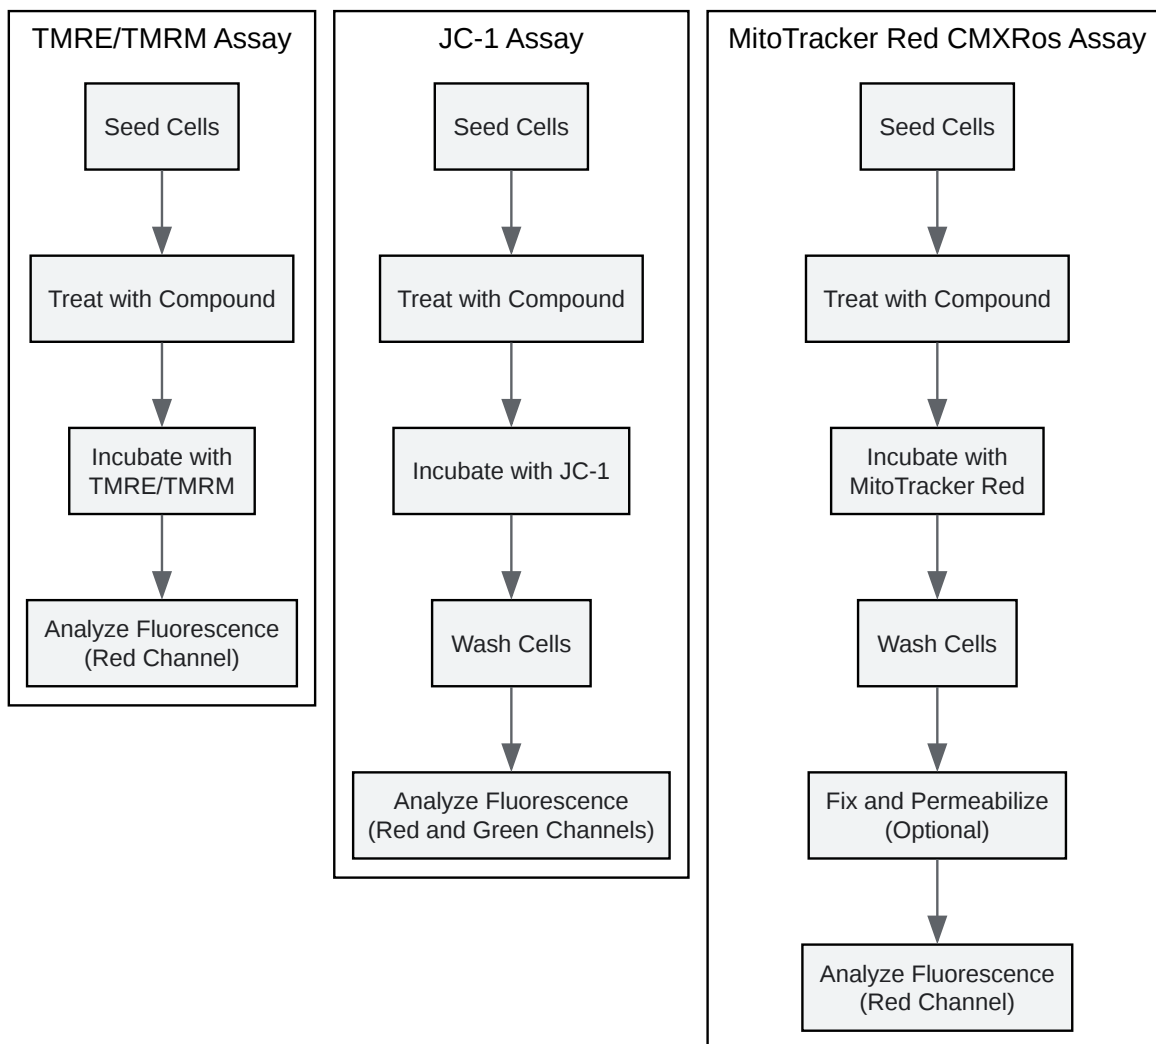 TMRE/TMRM Assay
Seed Cells
Treat with Compound
Incubate with
TMRE/TMRM
Analyze Fluorescence
(Red Channel)
JC-1 Assay
Seed Cells
Treat with Compound
Incubate with JC-1
Wash Cells
Analyze Fluorescence
(Red and Green Channels)
MitoTracker Red CMXRos Assay
Seed Cells
Treat with Compound
Incubate with
MitoTracker Red
Wash Cells
Fix and Permeabilize
(Optional)
Analyze Fluorescence
(Red Channel)